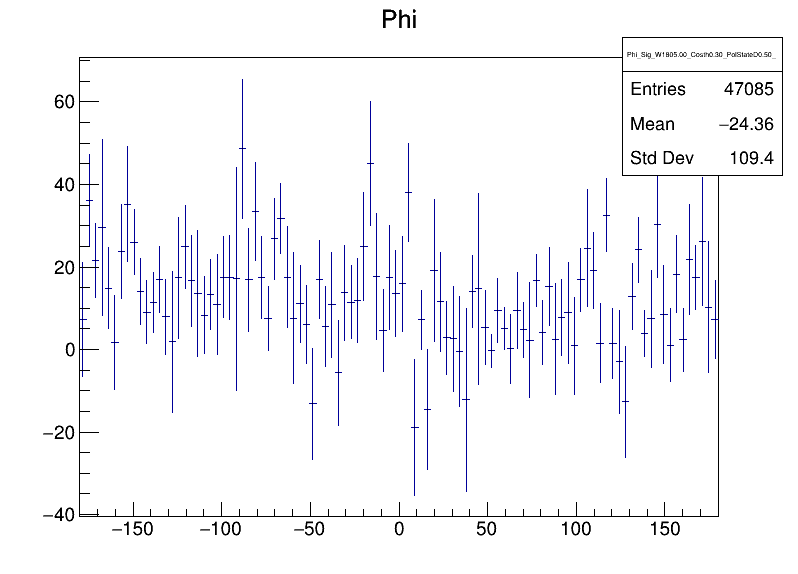 Phi
Phi_Sig_W1605.00_Costh0.30_PolStateD0.50_
Entries 47085
Mean −24.36
Std Dev 109.4
60
40
20
0
−20
−40
−150 −100 −50 0 50 100 150